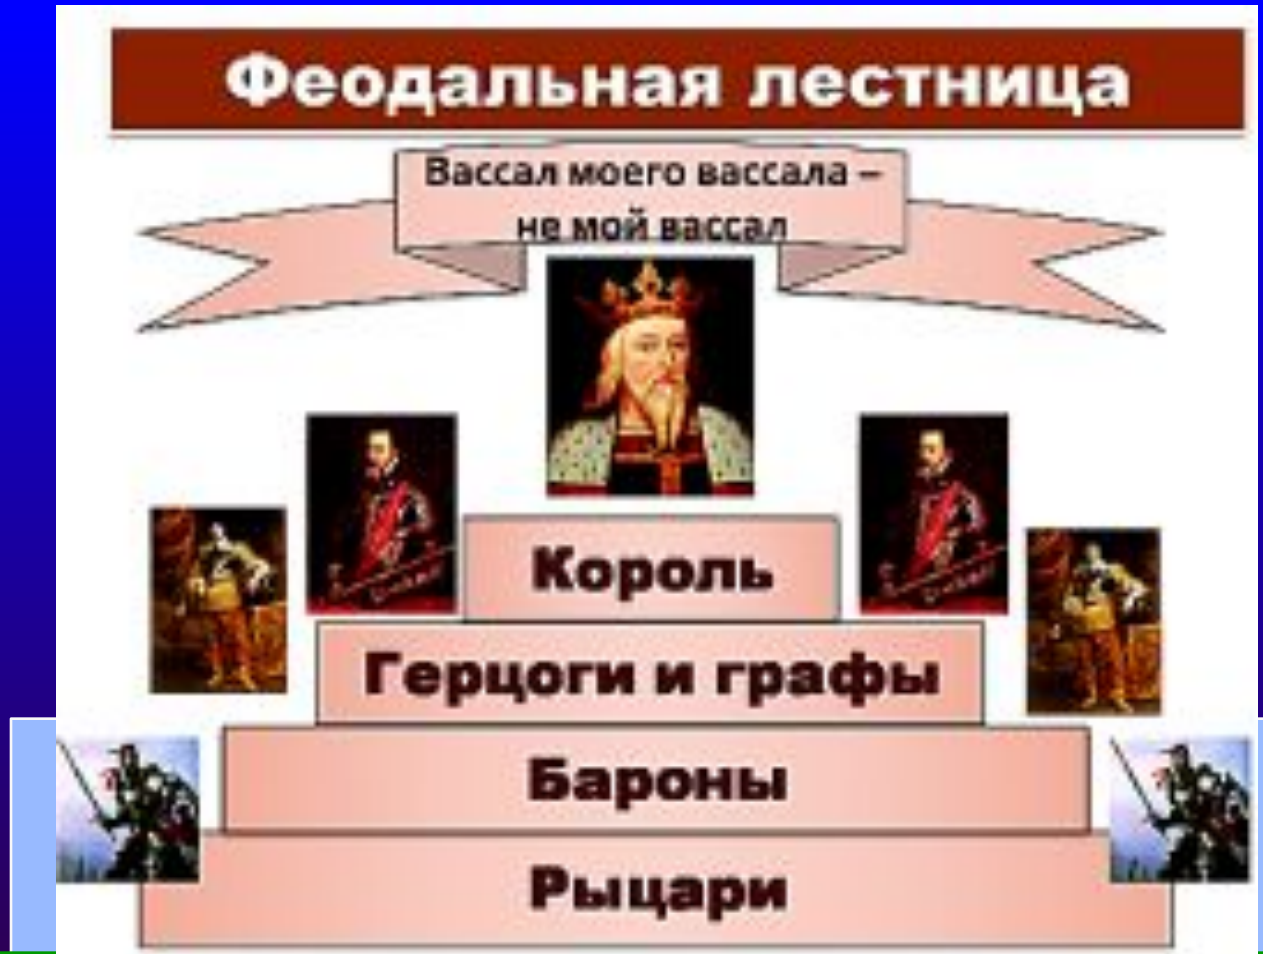 Феодальная лестница
Вассал моего вассала –
не мой вассал
Король
Герцоги и графы
Бароны
Рыцари